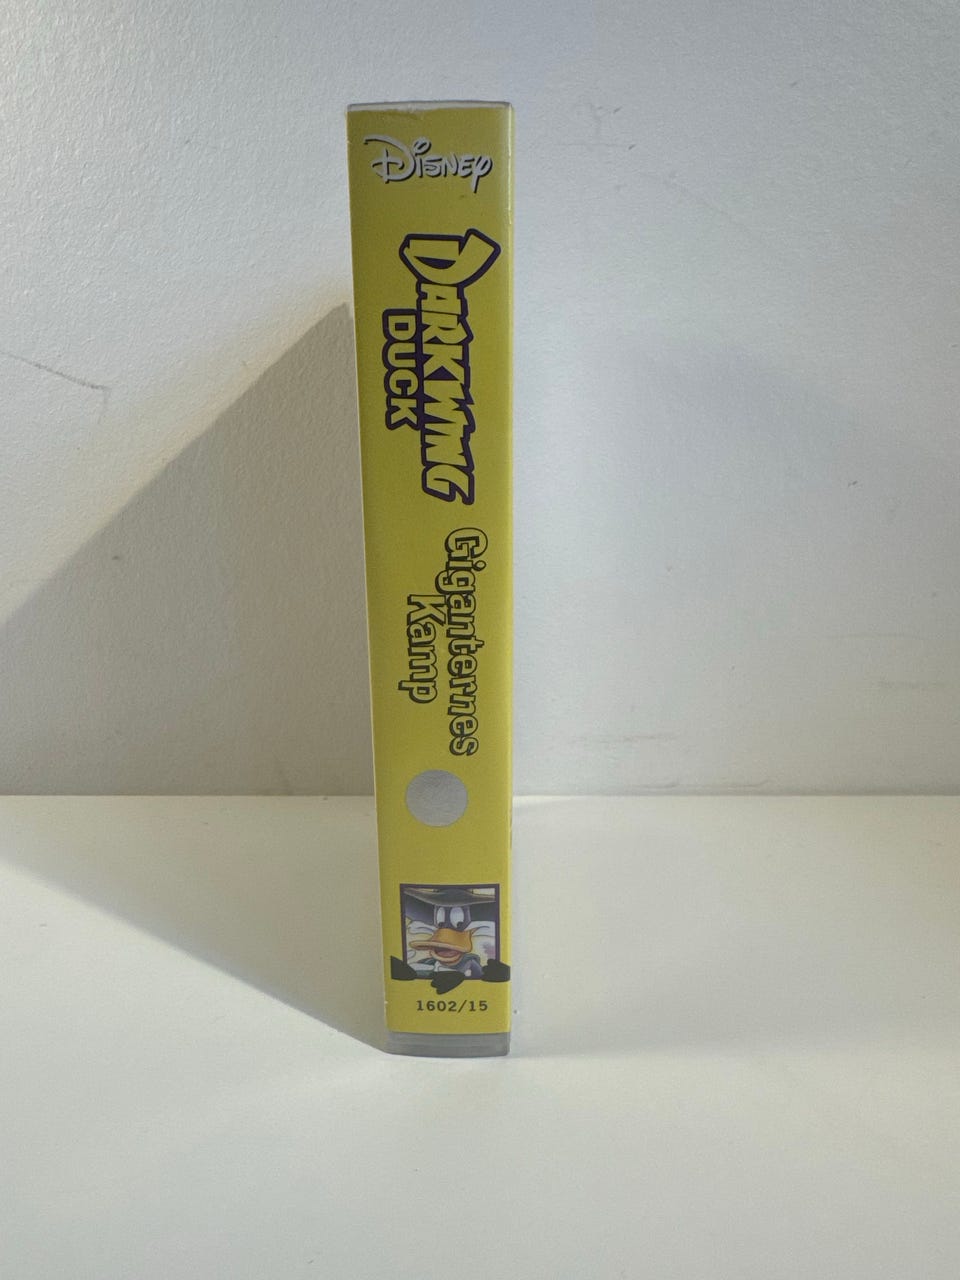 Disney
DARKWING
DUCK
Giganternes
Kamp
1602/15